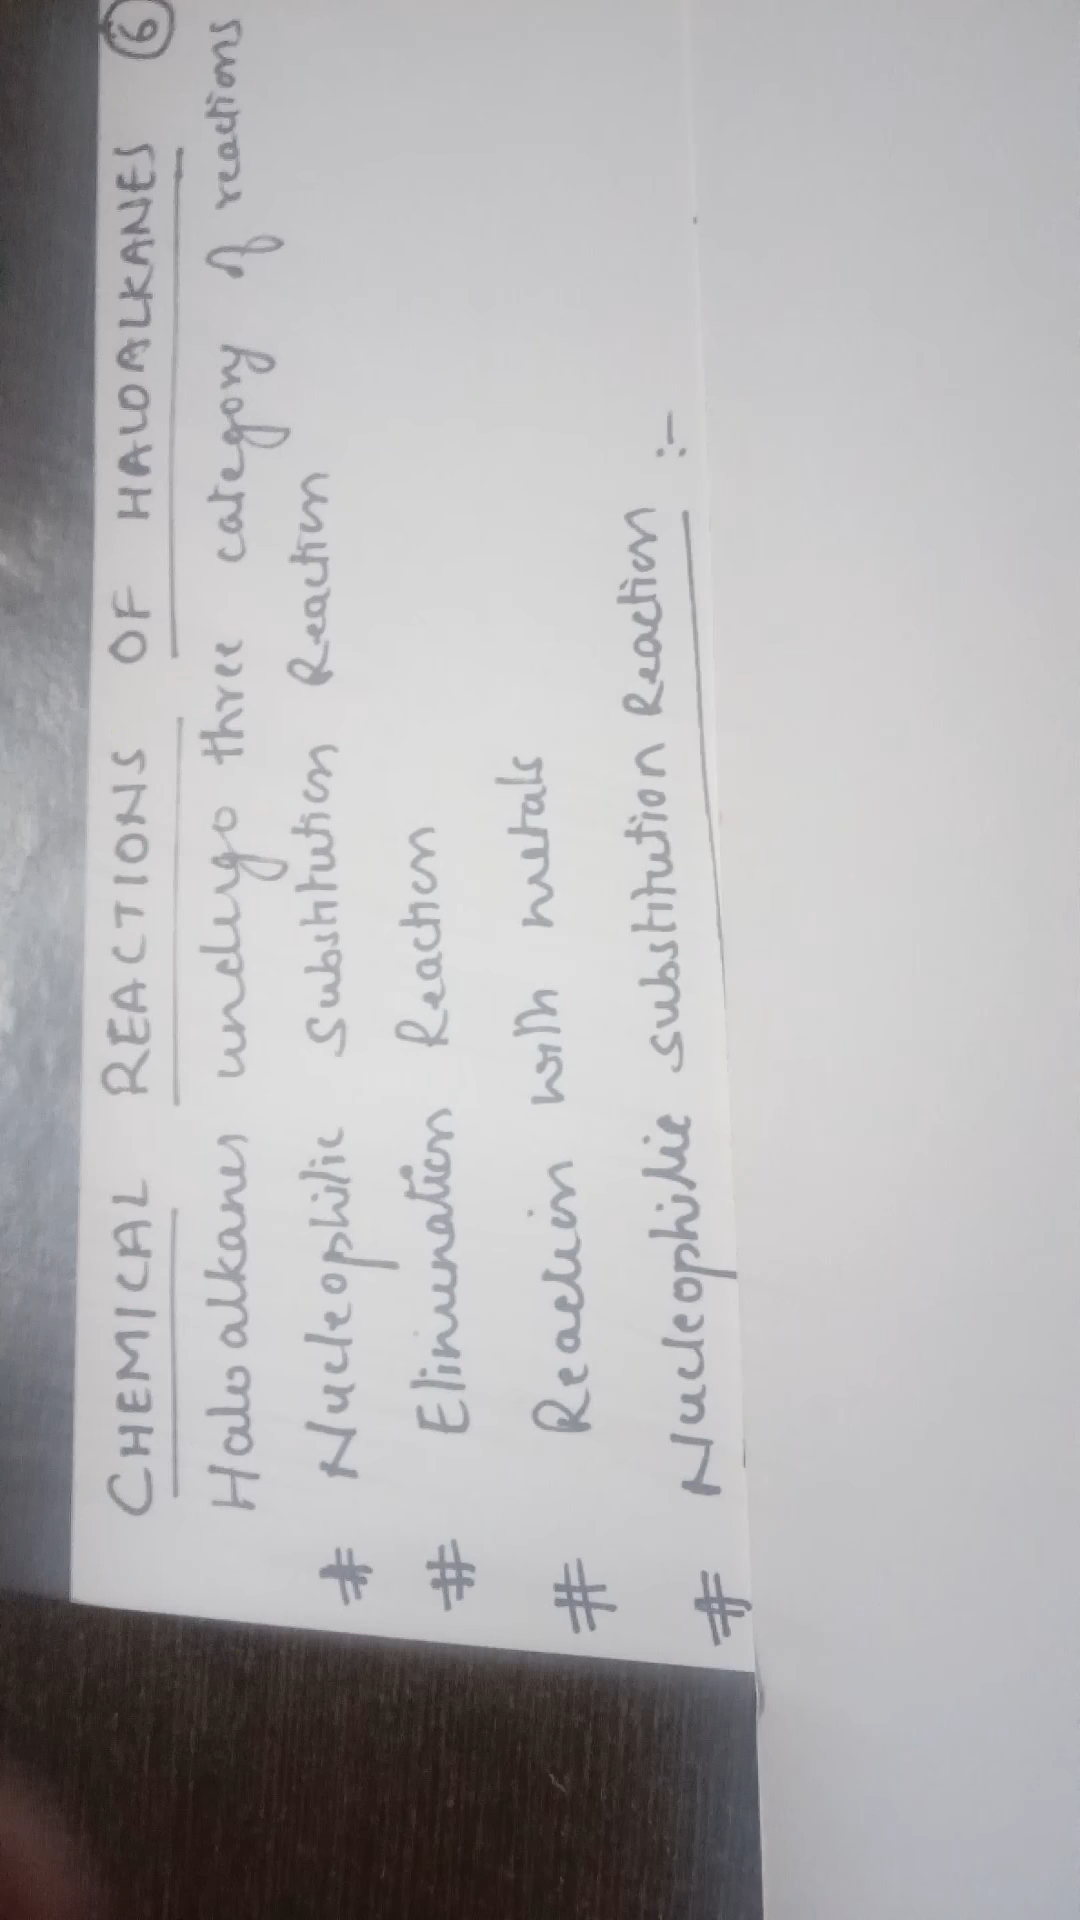 CHEMICAL REACTIONS OF HALOALKANES 6
Haloalkanes undergo three category of reactions
# Nucleophilic Substitution Reaction
# Elimination Reaction
# Reaction with metals
# Nucleophilic substitution Reaction :-